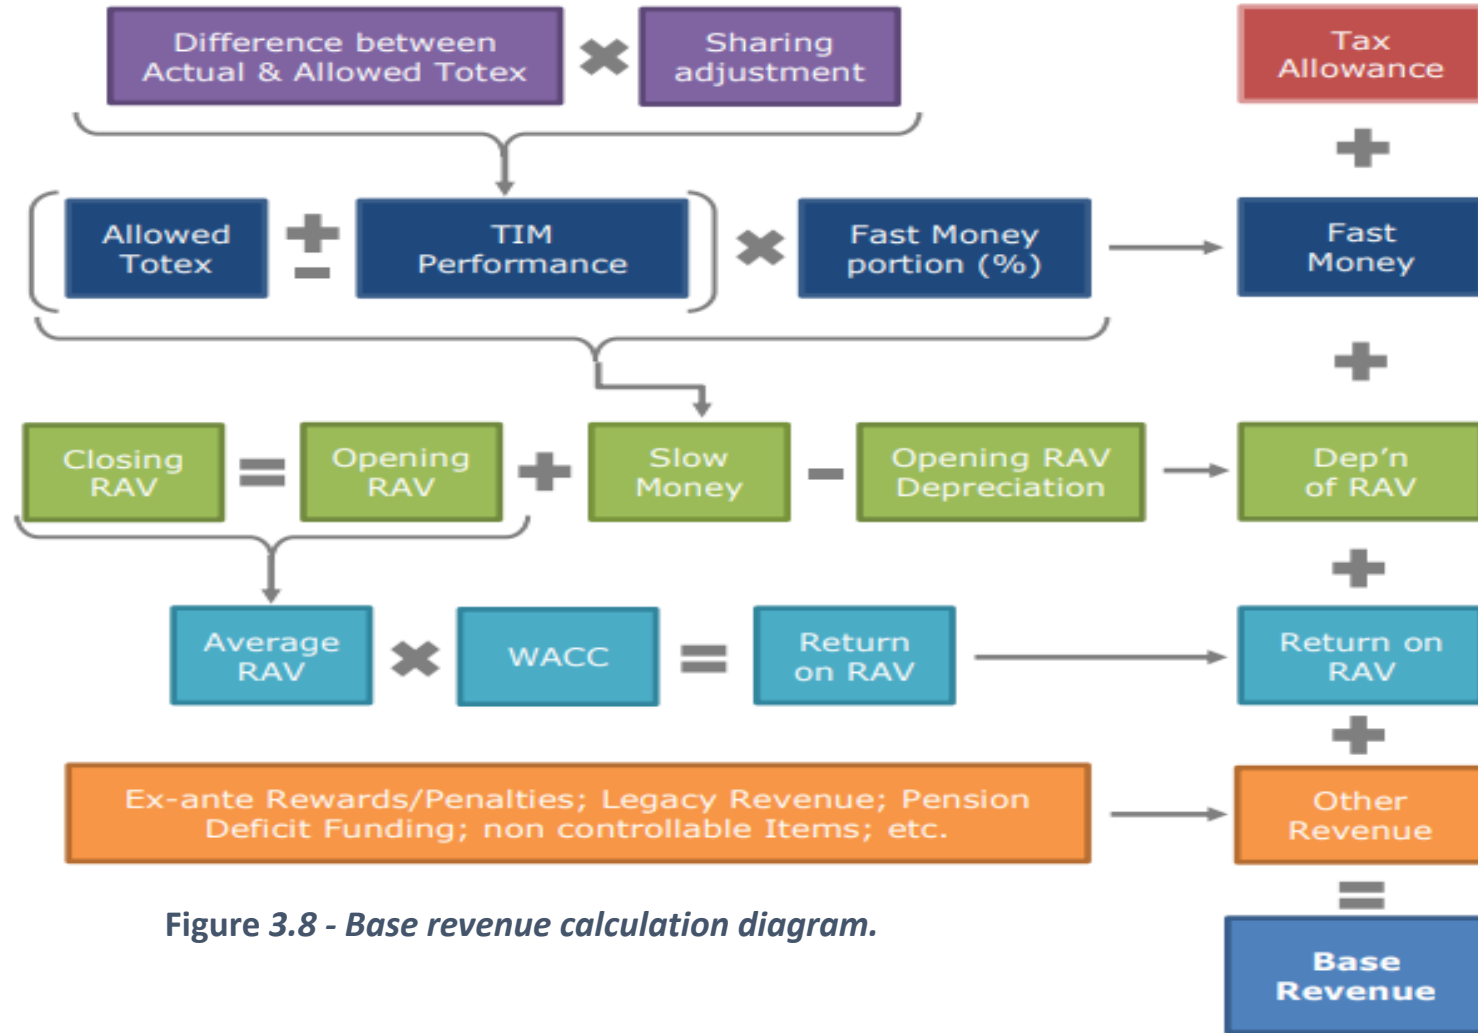 Difference between
Actual & Allowed Totex
Sharing
adjustment
Tax
Allowance
Allowed
Totex
TIM
Performance
Fast Money
portion (%)
Fast
Money
Closing
RAV
Opening
RAV
Slow
Money
Opening RAV
Depreciation
Dep’n
of RAV
Average
RAV
WACC
Return
on RAV
Return on
RAV
Ex-ante Rewards/Penalties; Legacy Revenue; Pension
Deficit Funding; non controllable Items; etc.
Other
Revenue
Figure 3.8 - Base revenue calculation diagram.
Base
Revenue